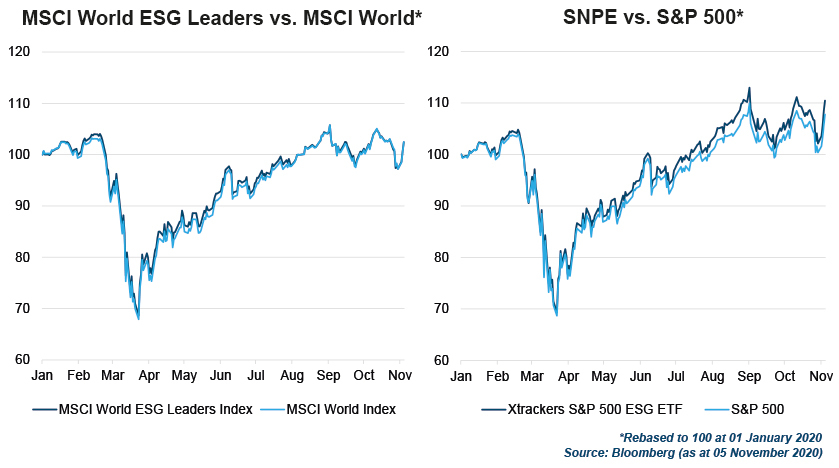 MSCI World ESG Leaders vs. MSCI World*
120
110
100
90
80
70
60
Jan Feb Mar Apr May Jun Jul Aug Sep Oct Nov
MSCI World ESG Leaders Index MSCI World Index
SNPE vs. S&P 500*
120
110
100
90
80
70
60
Jan Feb Mar Apr May Jun Jul Aug Sep Oct Nov
Xtrackers S&P 500 ESG ETF S&P 500
*Rebased to 100 at 01 January 2020
Source: Bloomberg (as at 05 November 2020)